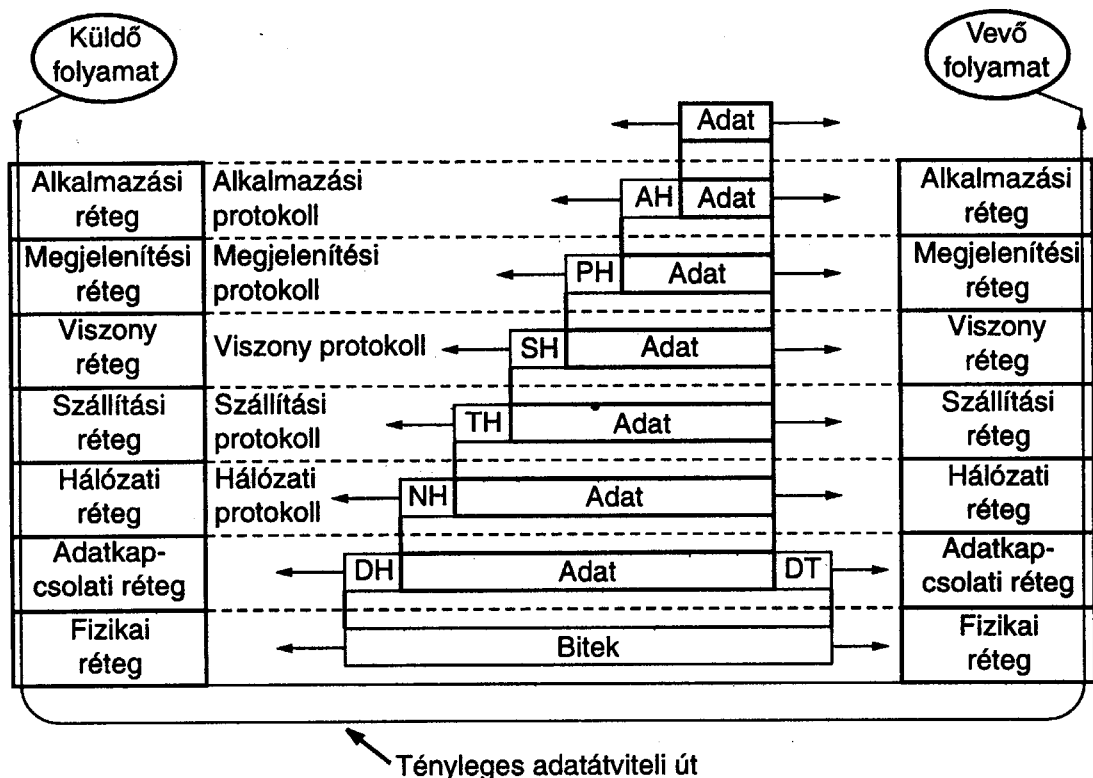 Küldő
folyamat
Vevő
folyamat
Adat
Alkalmazási
réteg
Alkalmazási
protokoll
AH
Adat
Alkalmazási
réteg
Megjelenítési
réteg
Megjelenítési
protokoll
PH
Adat
Megjelenítési
réteg
Viszony
réteg
Viszony protokoll
SH
Adat
Viszony
réteg
Szállítási
réteg
Szállítási
protokoll
TH
Adat
Szállítási
réteg
Hálózati
réteg
Hálózati
protokoll
NH
Adat
Hálózati
réteg
Adatkap-
csolati réteg
DH
Adat
DT
Adatkap-
csolati réteg
Fizikai
réteg
Bitek
Fizikai
réteg
Tényleges adatátviteli út